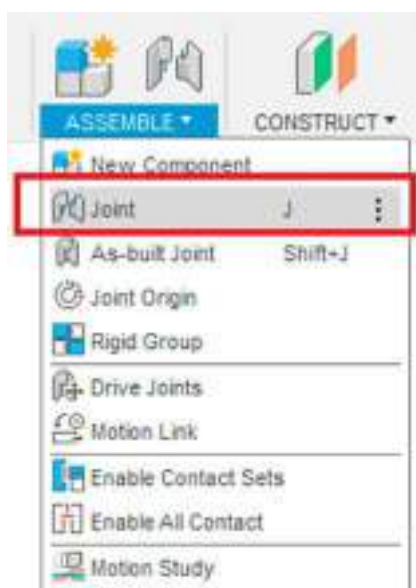 ASSEMBLE CONSTRUCT
New Component
Joint J
As-built Joint Shift+J
Joint Origin
Rigid Group
Drive Joints
Motion Link
Enable Contact Sets
Enable All Contact
Motion Study